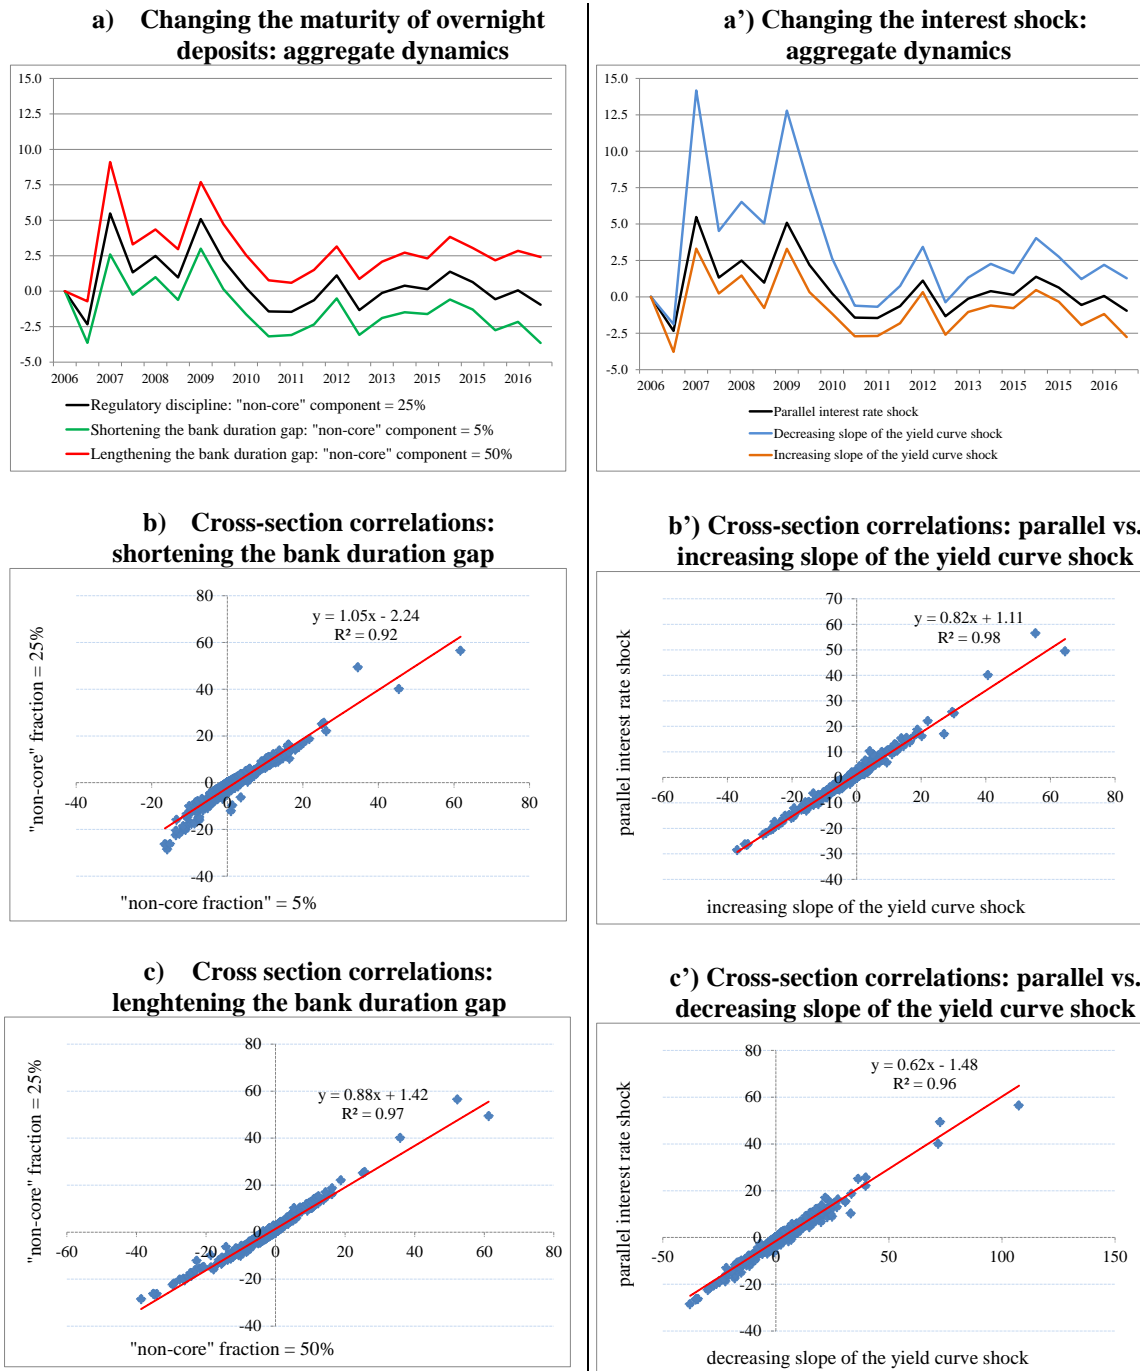 a) Changing the maturity of overnight
deposits: aggregate dynamics
15.0
12.5
10.0
7.5
5.0
2.5
0.0
-2.5
-5.0
2006 2007 2008 2009 2010 2011 2012 2013 2015 2015 2016
Regulatory discipline: "non-core" component = 25%
Shortening the bank duration gap: "non-core" component = 5%
Lengthening the bank duration gap: "non-core" component = 50%
a') Changing the interest shock:
aggregate dynamics
15.0
12.5
10.0
7.5
5.0
2.5
0.0
-2.5
-5.0
2006 2007 2008 2009 2010 2011 2012 2013 2015 2015 2016
Parallel interest rate shock
Decreasing slope of the yield curve shock
Increasing slope of the yield curve shock
b) Cross-section correlations:
shortening the bank duration gap
"non-core" fraction = 25%
80
60
40
20
0
-20
-40
-40 -20 0 20 40 60 80
y = 1.05x - 2.24
R² = 0.92
"non-core fraction" = 5%
b') Cross-section correlations: parallel vs.
increasing slope of the yield curve shock
parallel interest rate shock
70
60
50
40
30
20
10
0
-10
-20
-30
-40
-60 -40 -20 0 20 40 60 80
y = 0.82x + 1.11
R² = 0.98
increasing slope of the yield curve shock
c) Cross section correlations:
lenghtening the bank duration gap
"non-core" fraction = 25%
80
60
40
20
0
-20
-40
-60 -40 -20 0 20 40 60 80
y = 0.88x + 1.42
R² = 0.97
"non-core" fraction = 50%
c') Cross-section correlations: parallel vs.
decreasing slope of the yield curve shock
parallel interest rate shock
80
60
40
20
0
-20
-40
-50 0 50 100 150
y = 0.62x - 1.48
R² = 0.96
decreasing slope of the yield curve shock